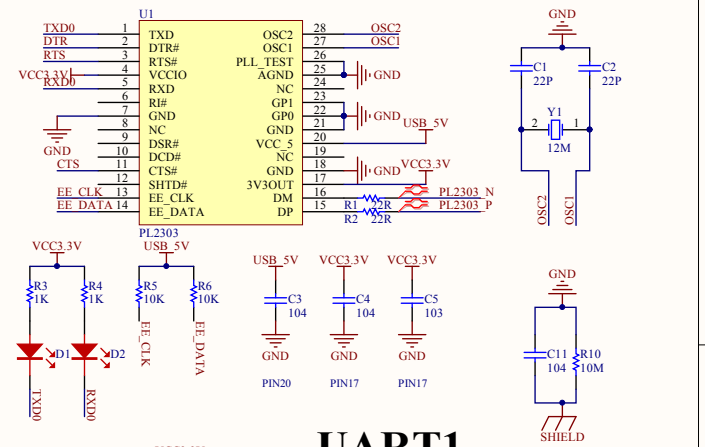 U1
TXD0 1 TXD OSC2 28 OSC2
DTR 2 DTR# OSC1 27 OSC1
RTS 3 RTS# PLL_TEST 26
VCC3.3V 4 VCCIO AGND 25 GND
RXD0 5 RXD NC 24
6 RI# GP1 23
7 GND GP0 22 GND
8 NC GND 21
9 DSR# VCC_5 20 USB_5V
10 DCD# NC 19
CTS 11 CTS# GND 18 GND
12 SHTD# 3V3OUT 17 VCC3.3V
EE_CLK 13 EE_CLK DM 16 R1 22R PL2303_N
EE_DATA 14 EE_DATA DP 15 R2 22R PL2303_P
GND
PL2303
GND
C1 22P
C2 22P
Y1
2 1
12M
OSC2
OSC1
VCC3.3V
R3 1K
R4 1K
D1
D2
TXD0
RXD0
USB_5V
R5 10K
R6 10K
EE_CLK
EE_DATA
USB_5V VCC3.3V VCC3.3V
C3 104
C4 104
C5 103
GND GND GND
PIN20 PIN17 PIN17
GND
C11 104
R10 10M
SHIELD
UART1